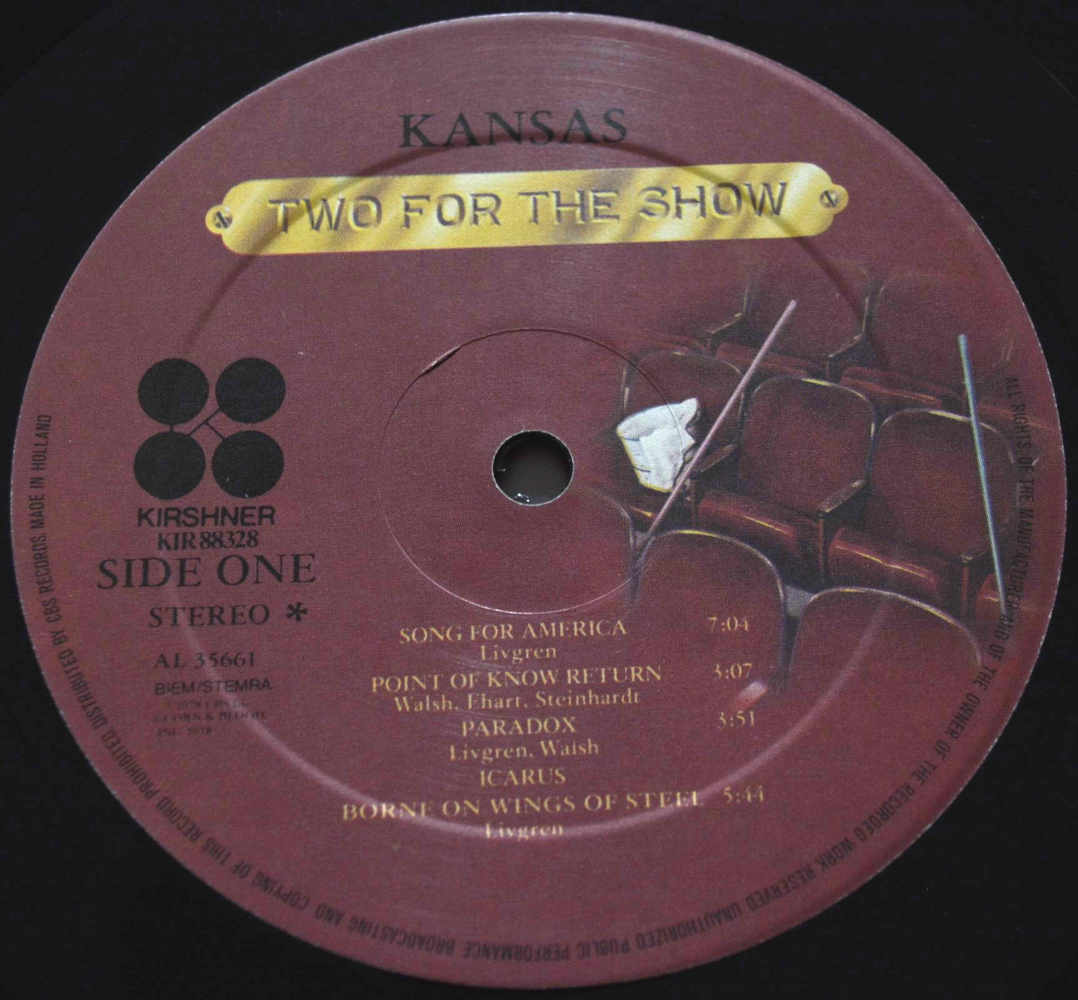 KANSAS
TWO FOR THE SHOW
KIRSHNER
KIR 88328
SIDE ONE
STEREO *
AL 35661
BIEM/STEMRA
SONG FOR AMERICA 7:04
Livgren
POINT OF KNOW RETURN 3:07
Walsh, Ehart, Steinhardt
PARADOX 3:51
Livgren, Walsh
ICARUS
BORNE ON WINGS OF STEEL 5:44
Livgren
ALL RIGHTS OF THE MANUFACTURER AND OF THE OWNER OF THE RECORDED WORK RESERVED UNAUTHORIZED PUBLIC PERFORMANCE BROADCASTING AND COPYING OF THIS RECORD PROHIBITED DISTRIBUTED BY CBS RECORDS MADE IN HOLLAND